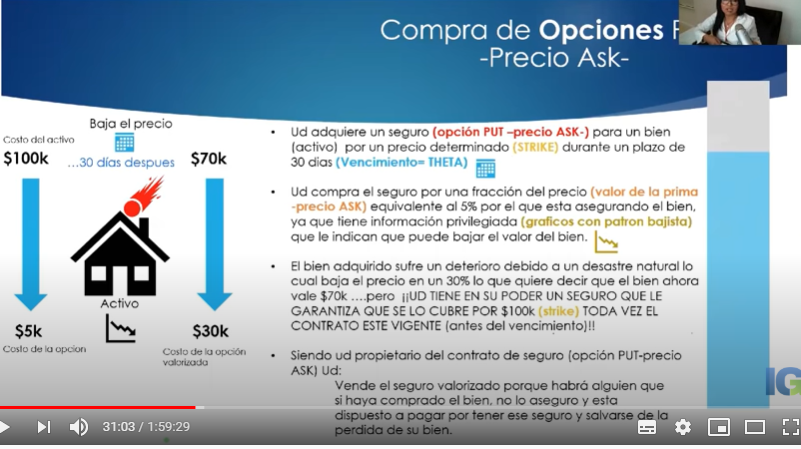 Compra de Opciones
-Precio Ask-
Baja el precio
Costo del activo
$100k
...30 días despues
$70k
Activo
$5k
Costo de la opcion
$30k
Costo de la opción
valorizada
• Ud adquiere un seguro (opción PUT –precio ASK-) para un bien
(activo) por un precio determinado (STRIKE) durante un plazo de
30 días (Vencimiento= THETA)
• Ud compra el seguro por una fracción del precio (valor de la prima
-precio ASK) equivalente al 5% por el que esta asegurando el bien,
ya que tiene información privilegiada (graficos con patron bajista)
que le indican que puede bajar el valor del bien.
• El bien adquirido sufre un deterioro debido a un desastre natural lo
cual baja el precio en un 30% lo que quiere decir que el bien ahora
vale $70k ....pero ¡¡UD TIENE EN SU PODER UN SEGURO QUE LE
GARANTIZA QUE SE LO CUBRE POR $100k (strike) TODA VEZ EL
CONTRATO ESTE VIGENTE (antes del vencimiento)!!
• Siendo ud propietario del contrato de seguro (opción PUT-precio
ASK) Ud:
Vende el seguro valorizado porque habrá alguien que
si haya comprado el bien, no lo aseguro y esta
dispuesto a pagar por tener ese seguro y salvarse de la
perdida de su bien.
31:03 / 1:59:29